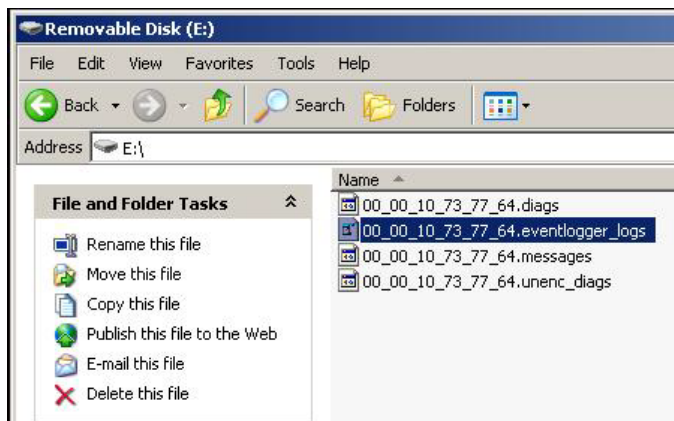 Removable Disk (E:)
File Edit View Favorites Tools Help
Back Search Folders
Address E:\
File and Folder Tasks
Rename this file
Move this file
Copy this file
Publish this file to the Web
E-mail this file
Delete this file
Name
00_00_10_73_77_64.diags
00_00_10_73_77_64.eventlogger_logs
00_00_10_73_77_64.messages
00_00_10_73_77_64.unenc_diags